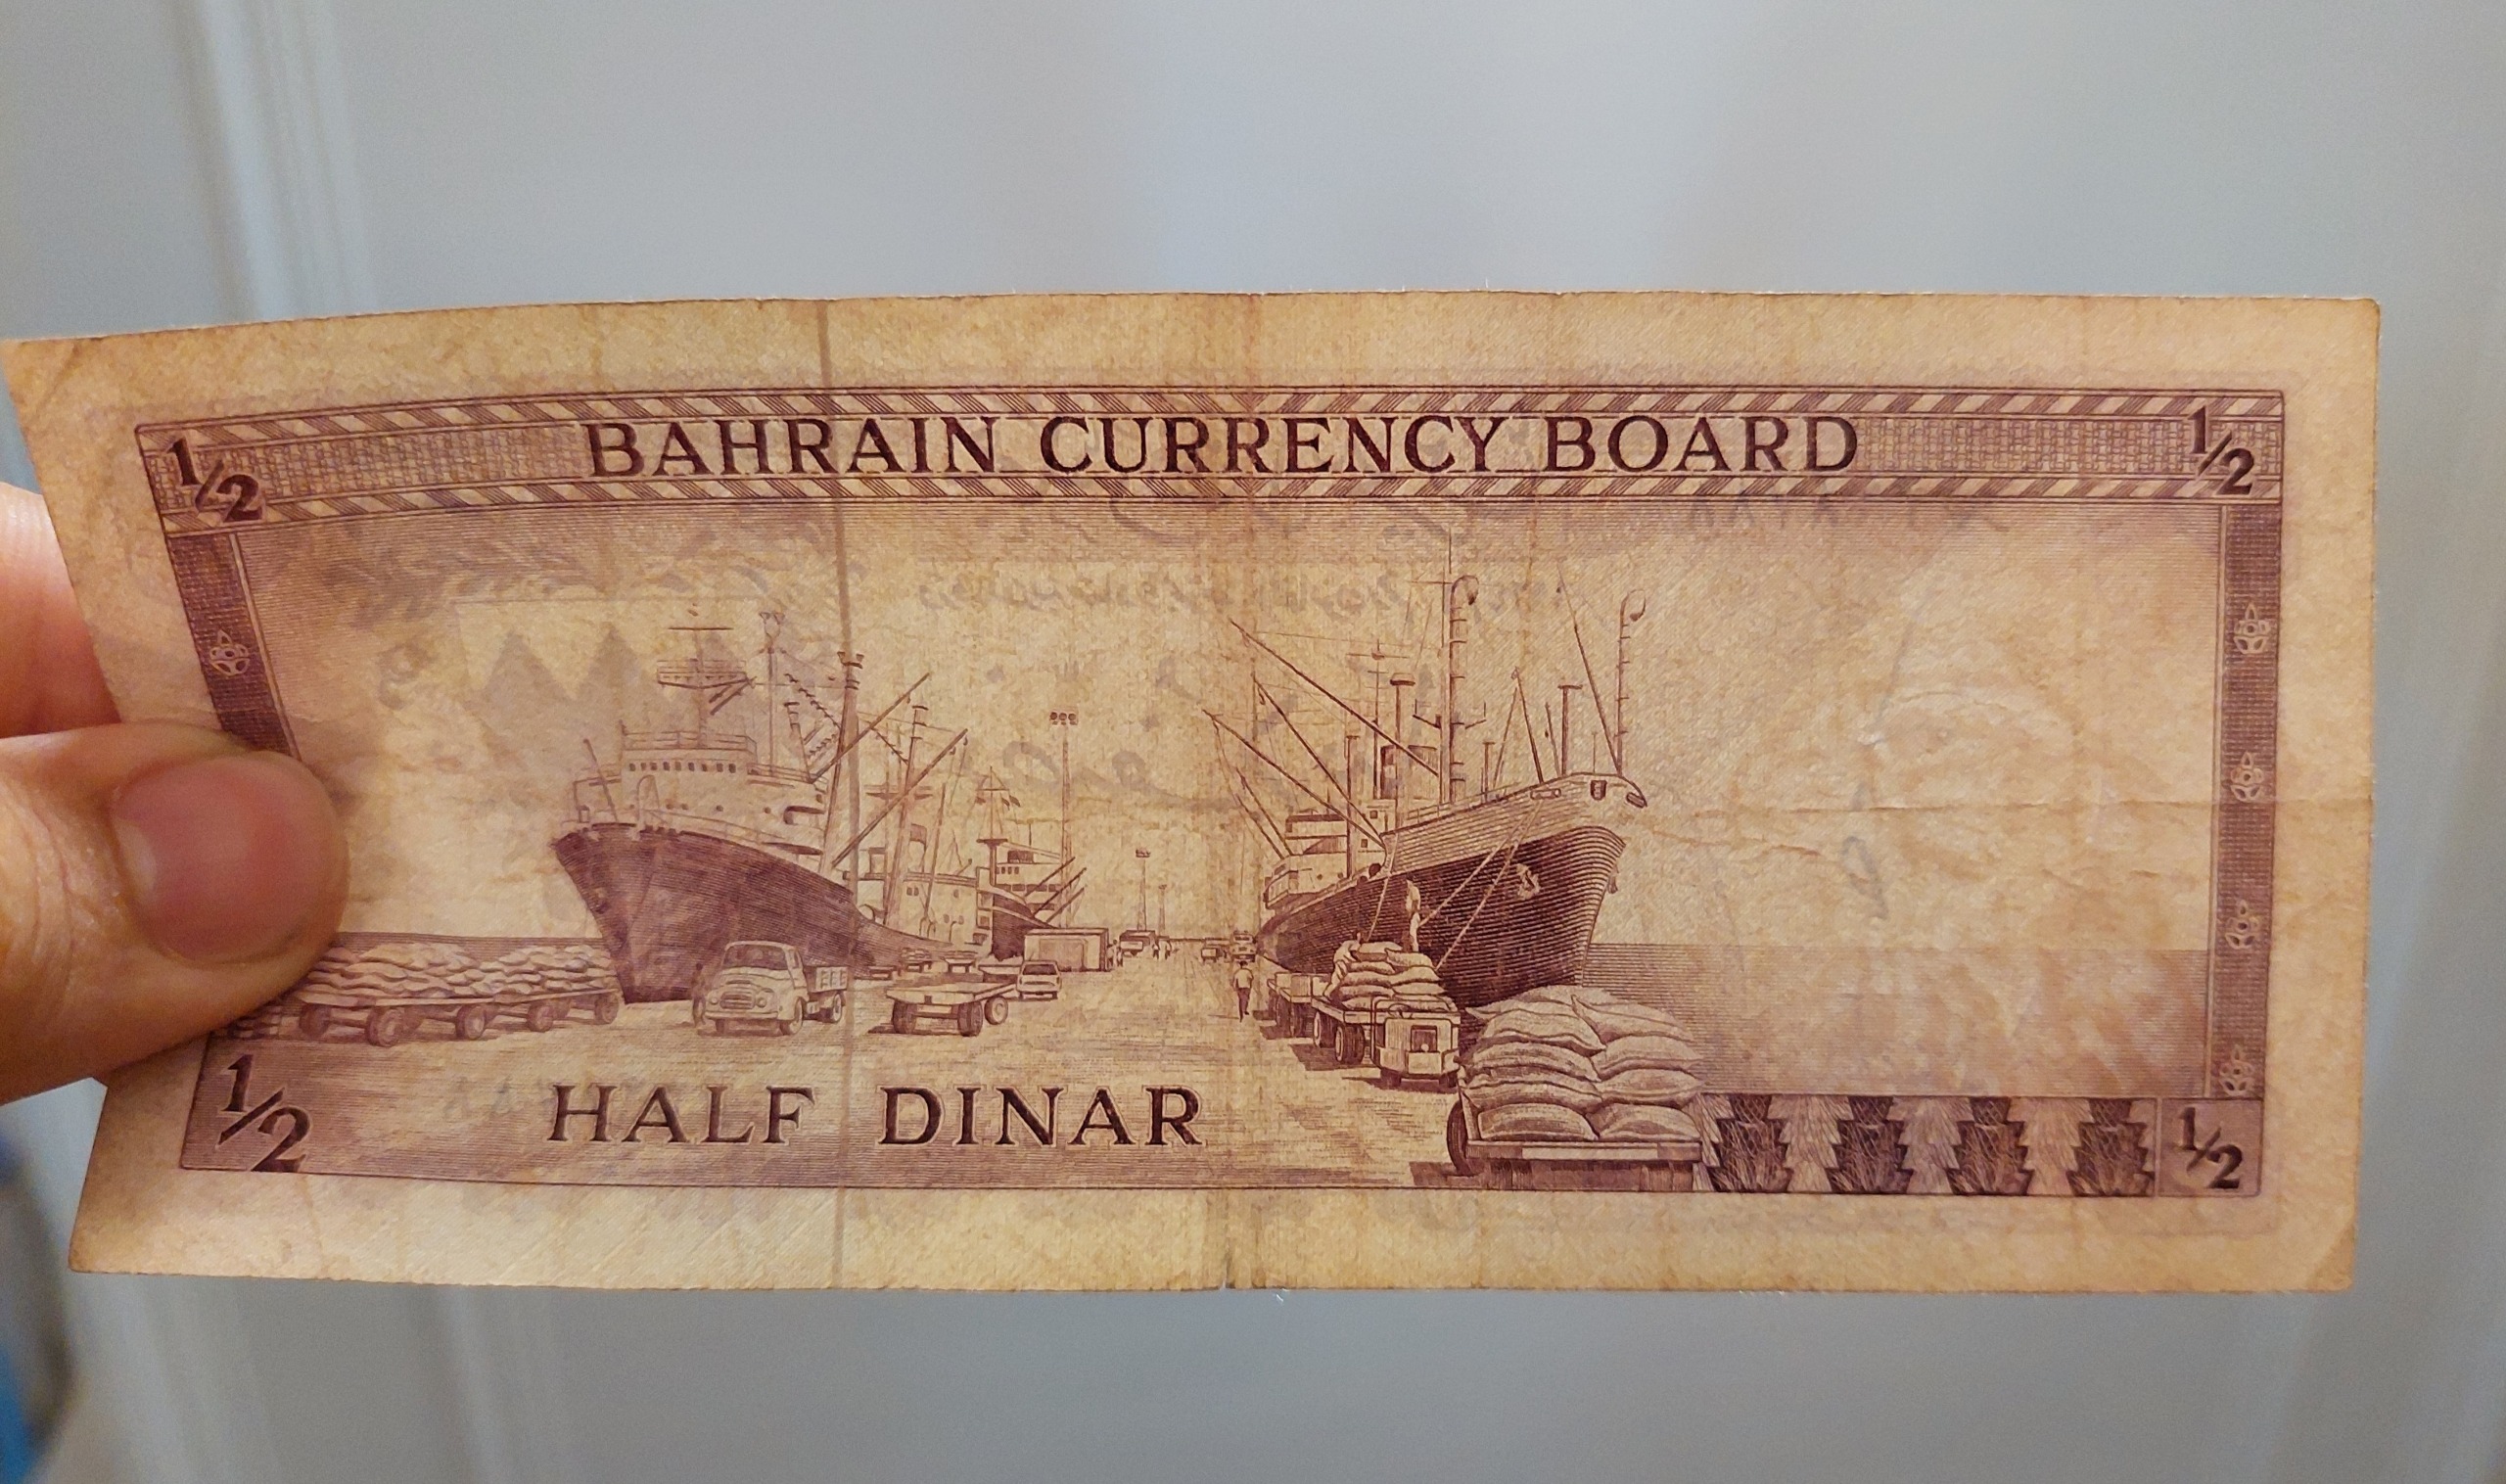 BAHRAIN CURRENCY BOARD
1/2
1/2
HALF DINAR
1/2
1/2